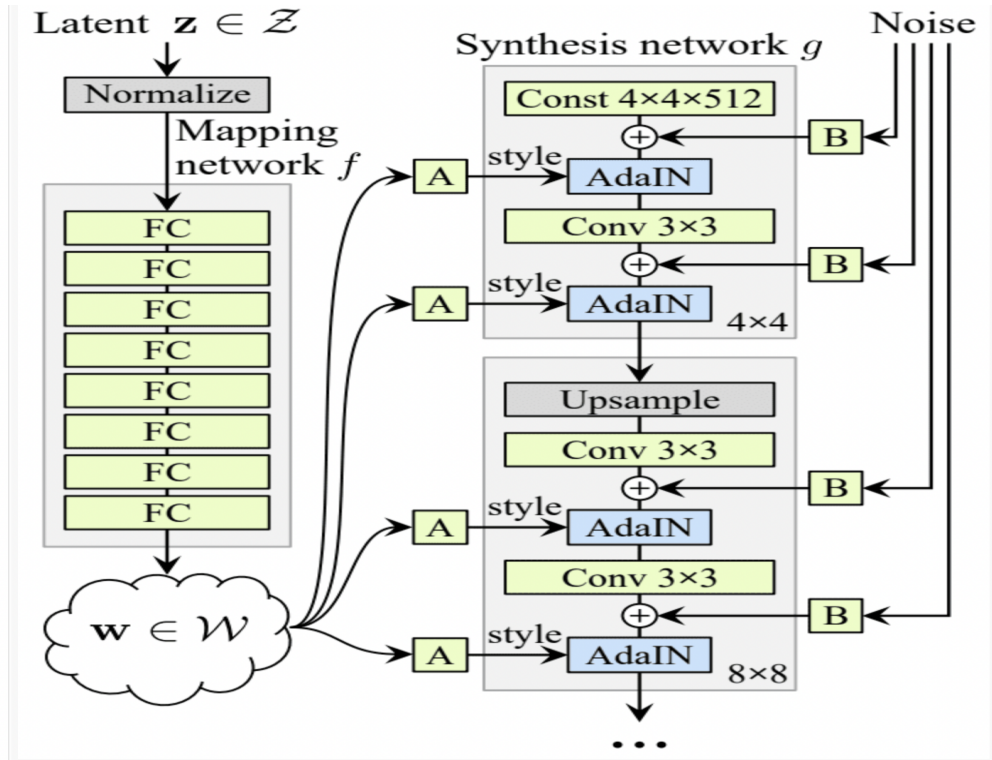 Latent z ∈ 𝒵
Normalize
Mapping
network f
FC
FC
FC
FC
FC
FC
FC
FC
w ∈ 𝒲
Synthesis network g
Noise
Const 4×4×512
+
B
A
style
AdaIN
Conv 3×3
+
B
A
style
AdaIN
4×4
Upsample
Conv 3×3
+
B
A
style
AdaIN
Conv 3×3
+
B
A
style
AdaIN
8×8
...